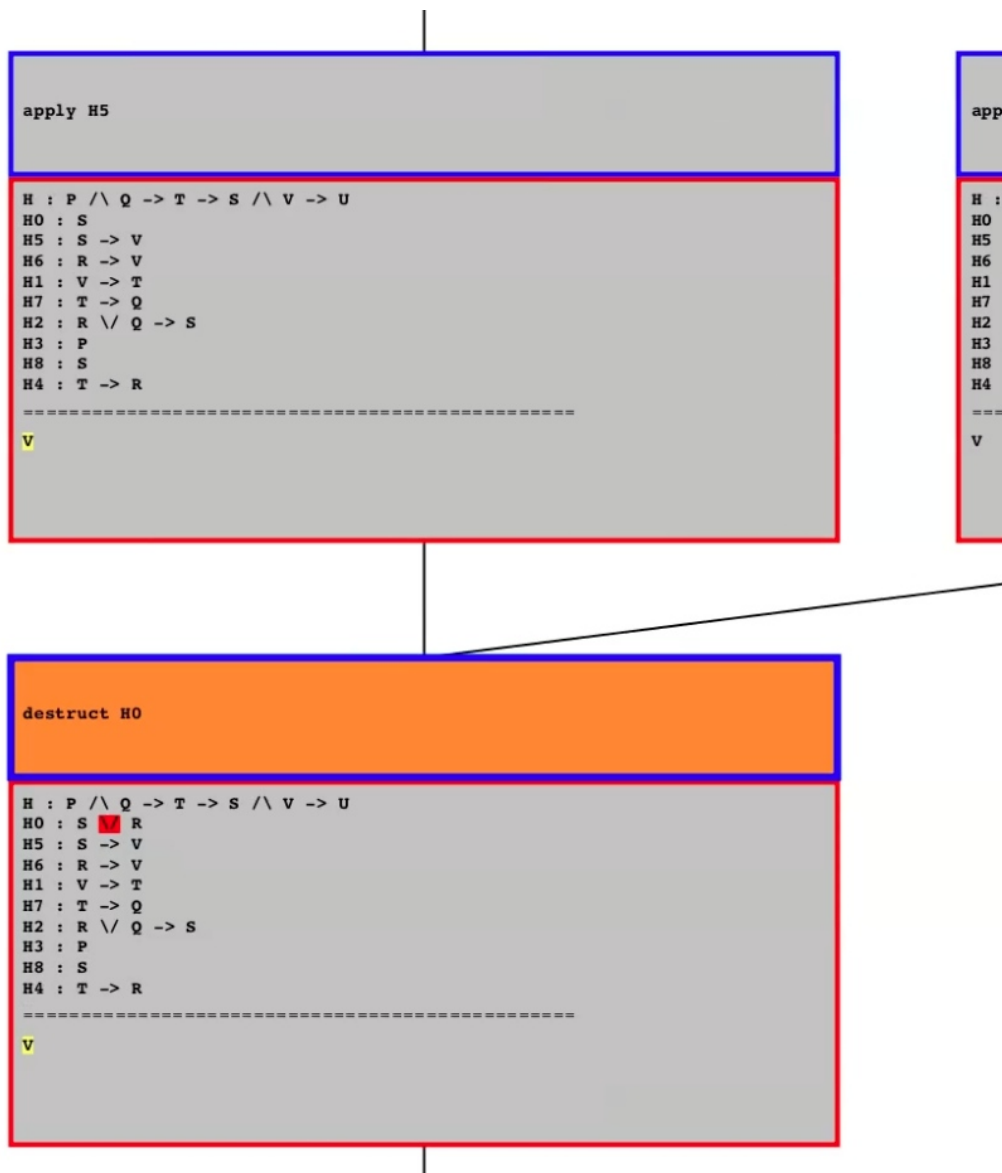 apply H5
H : P /\ Q -> T -> S /\ V -> U
H0 : S
H5 : S -> V
H6 : R -> V
H1 : V -> T
H7 : T -> Q
H2 : R \/ Q -> S
H3 : P
H8 : S
H4 : T -> R
================================================
V
app
H :
H0
H5
H6
H1
H7
H2
H3
H8
H4
===
V
destruct H0
H : P /\ Q -> T -> S /\ V -> U
H0 : S \/ R
H5 : S -> V
H6 : R -> V
H1 : V -> T
H7 : T -> Q
H2 : R \/ Q -> S
H3 : P
H8 : S
H4 : T -> R
================================================
V